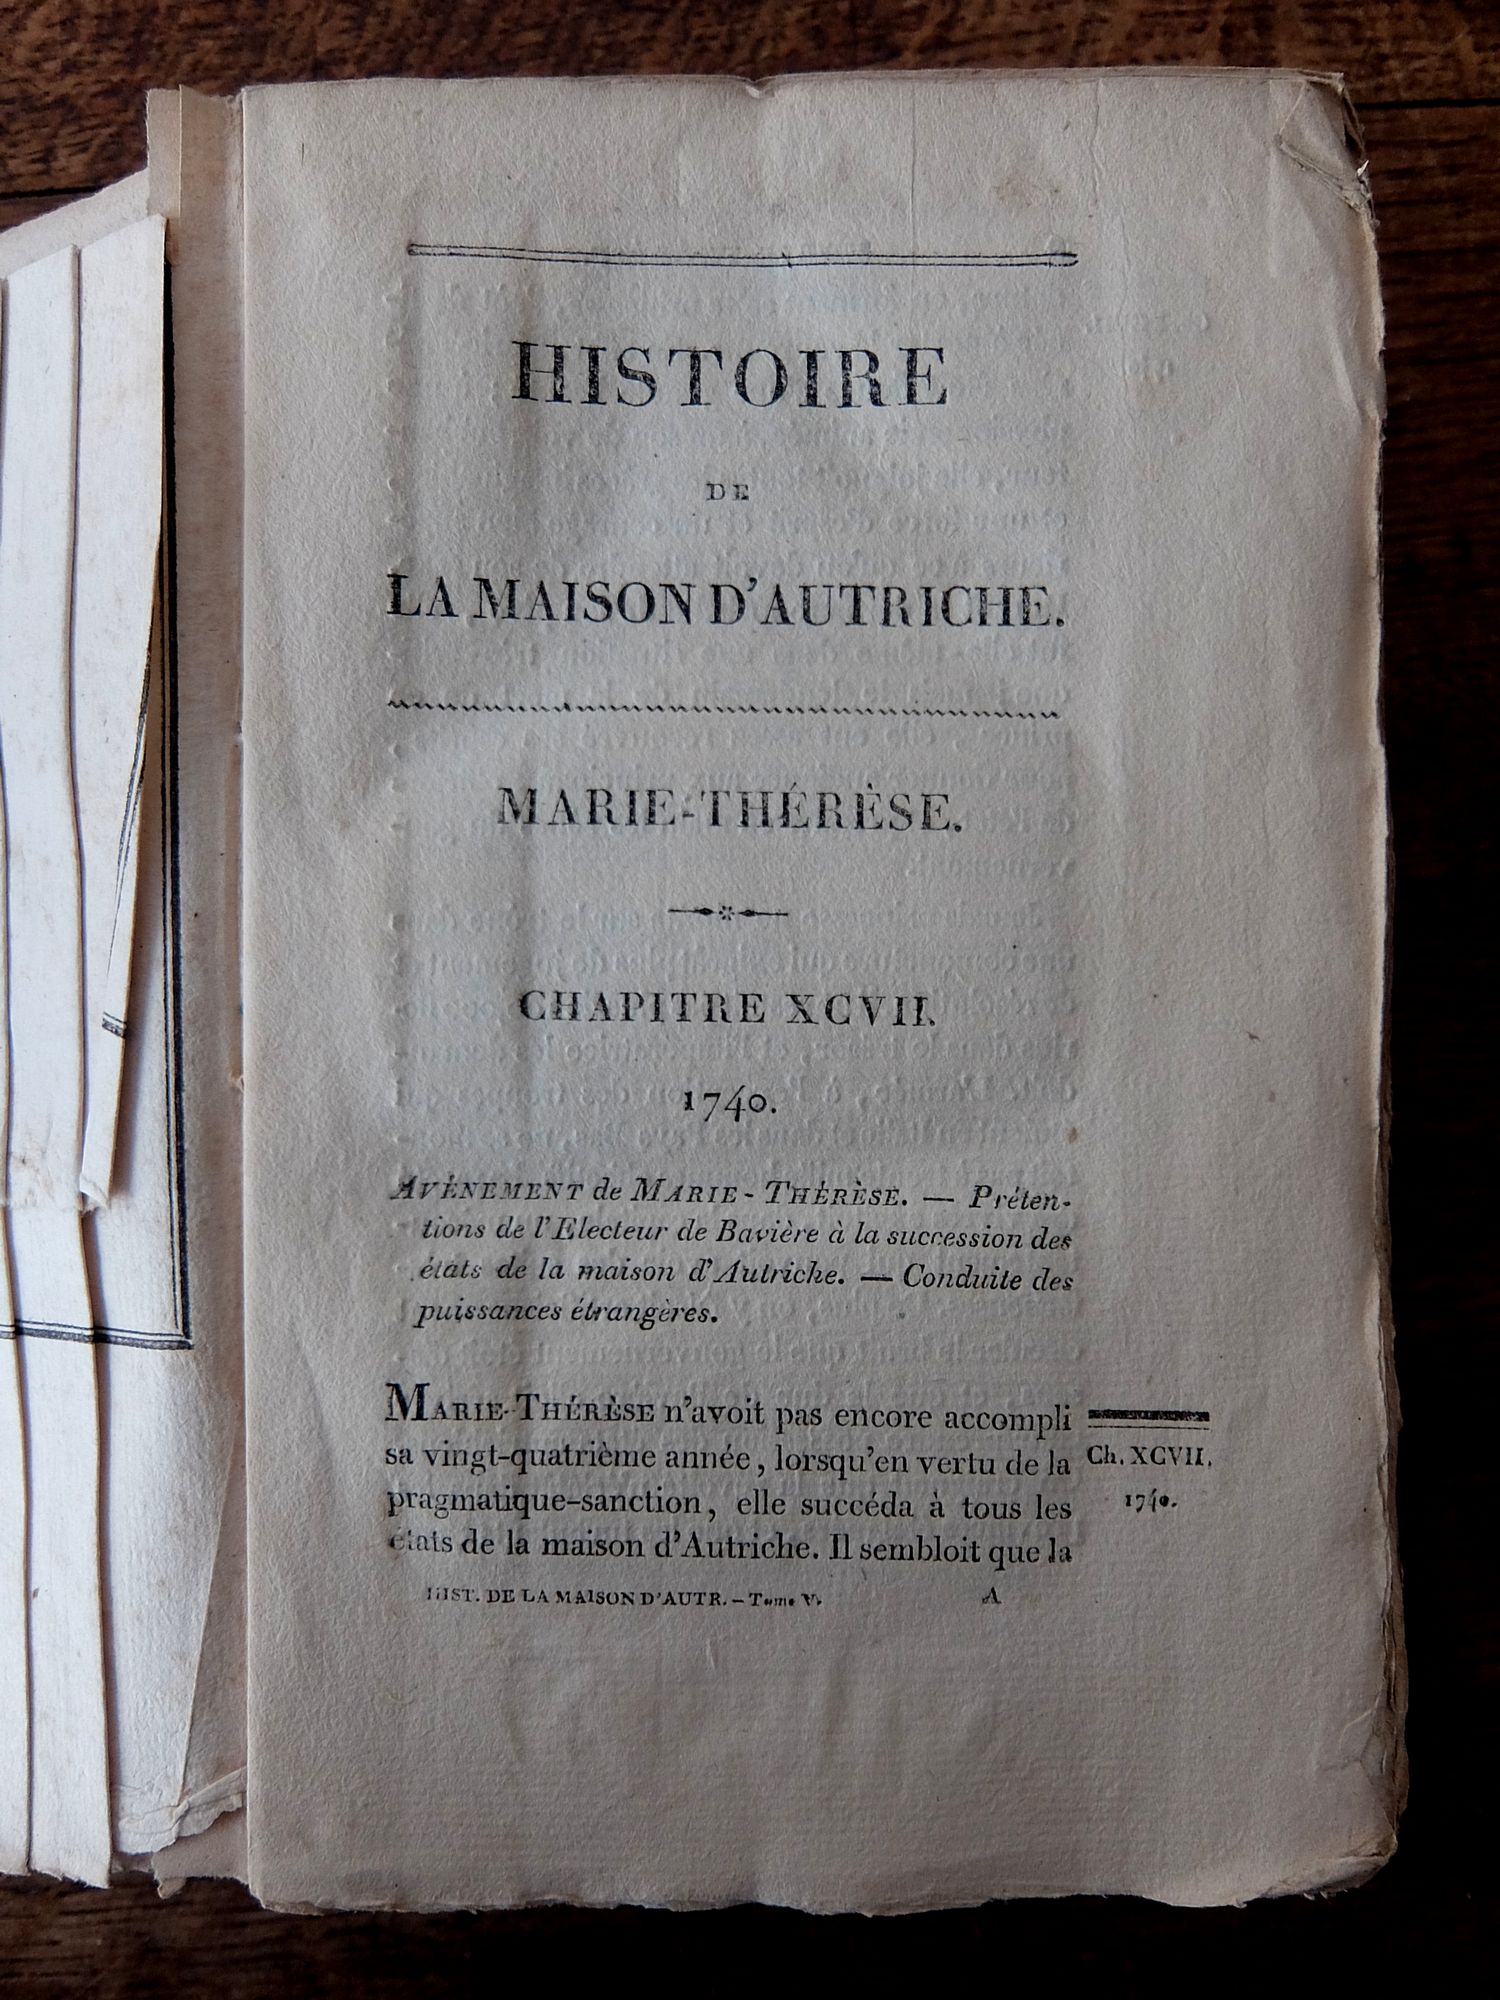 HISTOIRE
DE
LA MAISON D'AUTRICHE.
MARIE-THÉRÈSE.
CHAPITRE XCVII.
1740.
AVÈNEMENT de MARIE-THÉRÈSE. — Préten-
tions de l'Electeur de Bavière à la succession des
états de la maison d'Autriche. — Conduite des
puissances étrangères.
MARIE-THÉRÈSE n'avoit pas encore accompli
sa vingt-quatrième année, lorsqu'en vertu de la
pragmatique-sanction, elle succéda à tous les
états de la maison d'Autriche. Il sembloit que la
Ch. XCVII.
1740.
HIST. DE LA MAISON D'AUTR. — Tome V. A